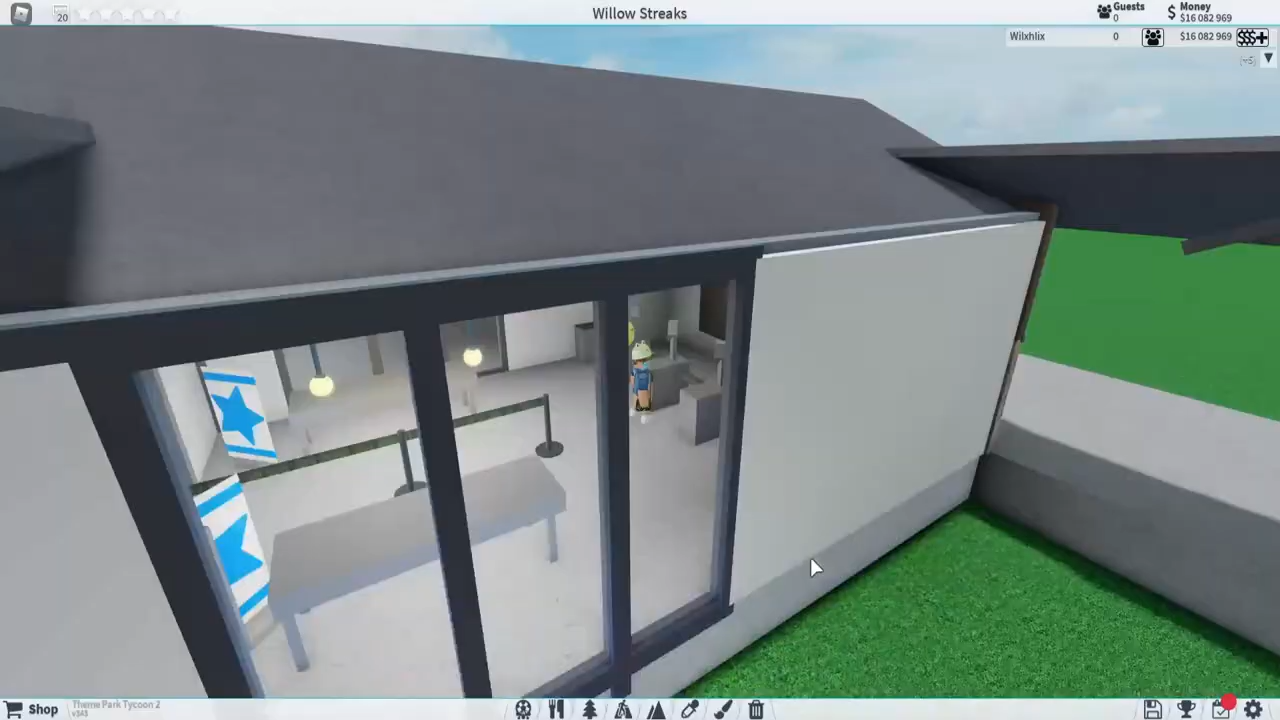 20
Willow Streaks
Guests
0
Money
$16 082 969
Wilxhlix 0 $16 082 969
Shop
Theme Park Tycoon 2
v343